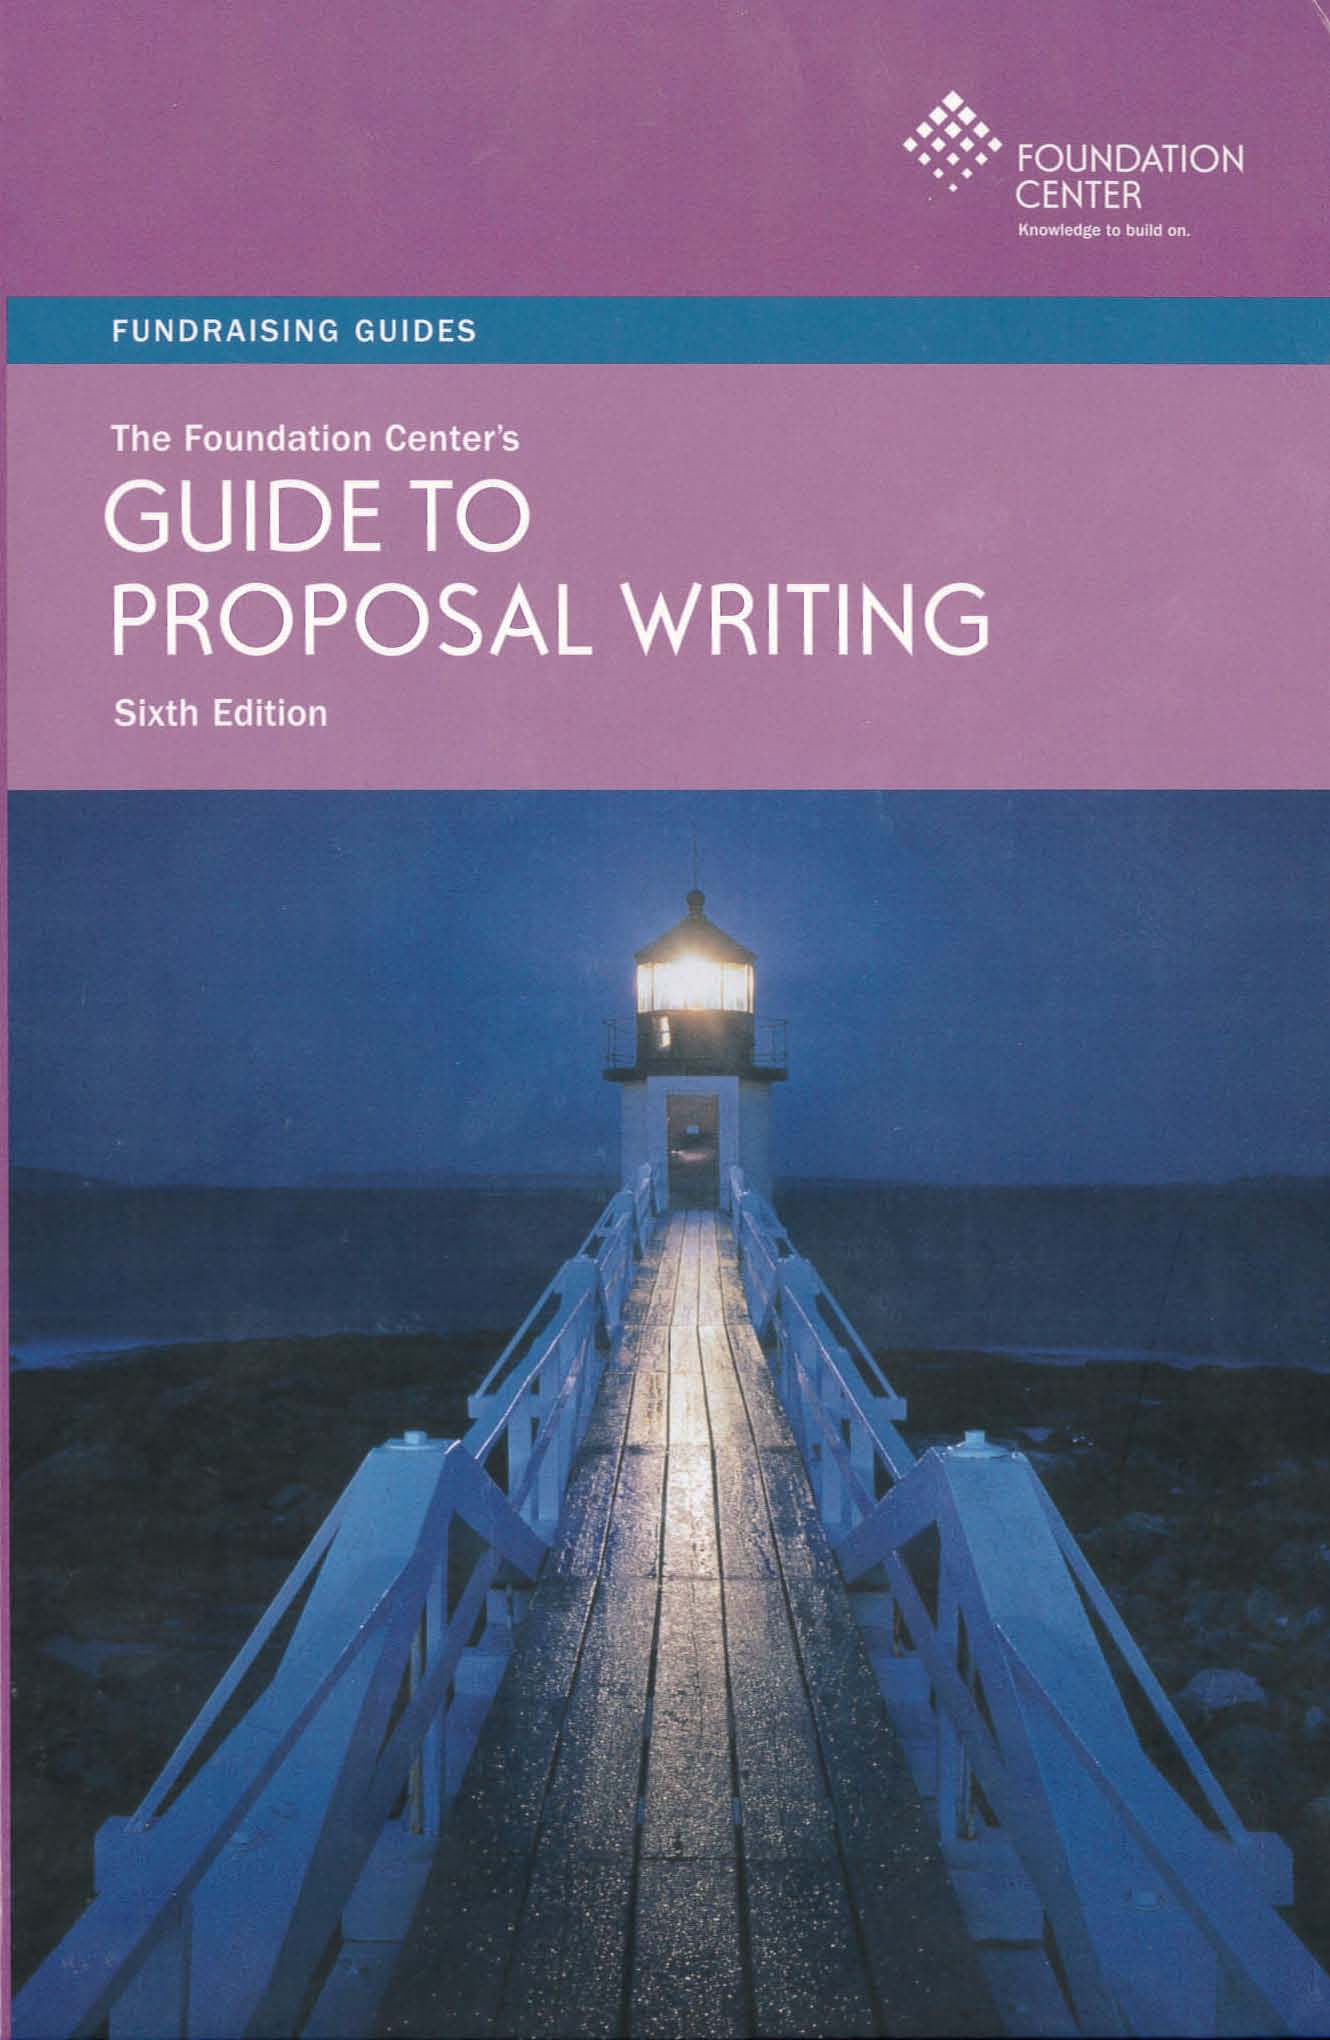 FOUNDATION
CENTER
Knowledge to build on.
FUNDRAISING GUIDES
The Foundation Center's
GUIDE TO
PROPOSAL WRITING
Sixth Edition